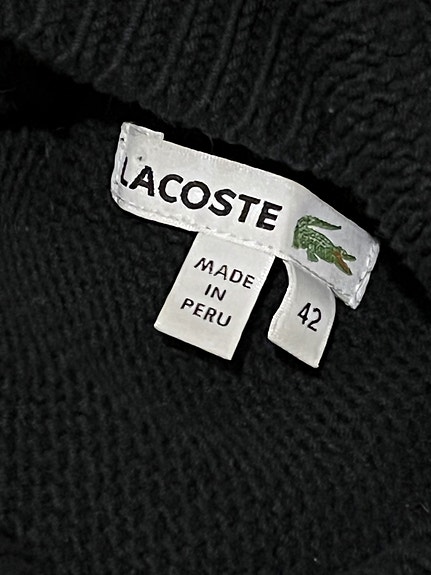 LACOSTE
MADE
IN
PERU
42